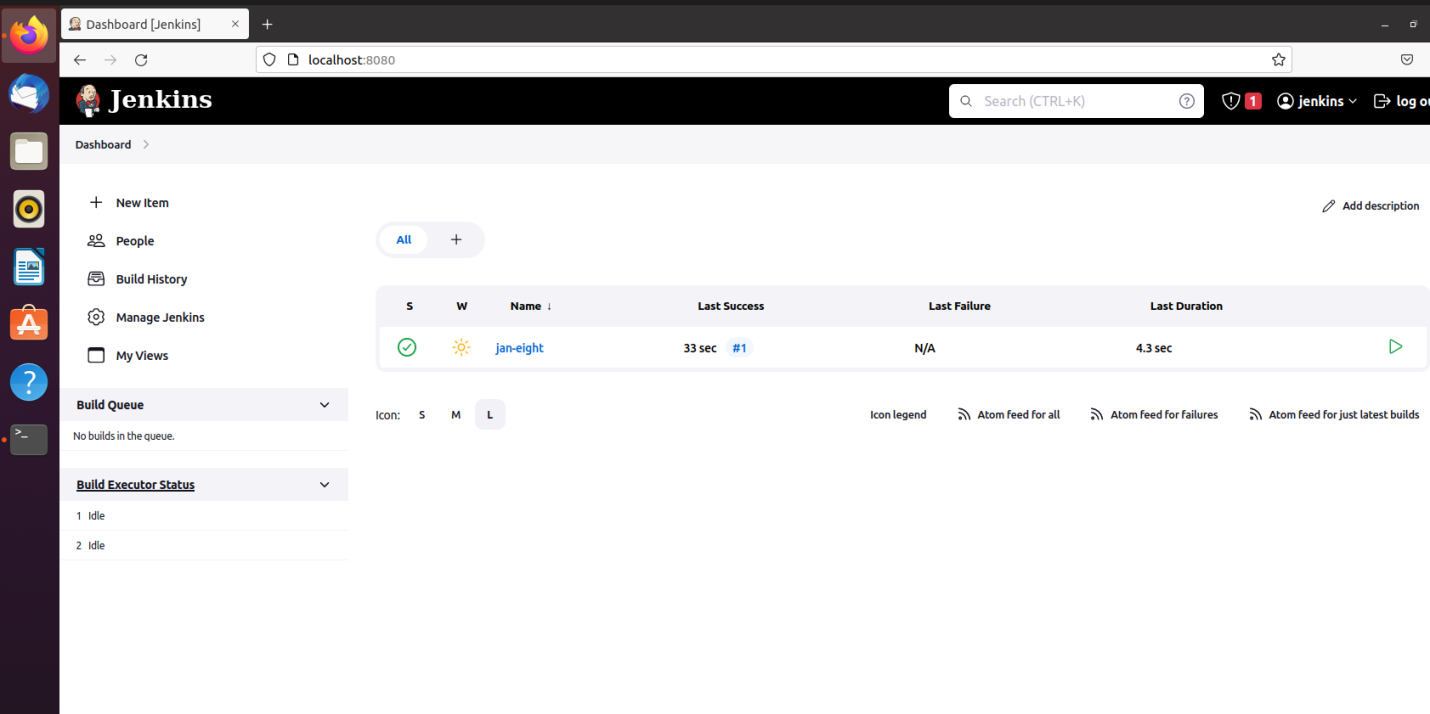 Dashboard [Jenkins]
localhost:8080
Jenkins
Search (CTRL+K)
1
jenkins
log ou
Dashboard
New Item
People
Build History
Manage Jenkins
My Views
Build Queue
No builds in the queue.
Build Executor Status
1 Idle
2 Idle
Add description
All
S W Name ↓ Last Success Last Failure Last Duration
jan-eight 33 sec #1 N/A 4.3 sec
Icon: S M L
Icon legend Atom feed for all Atom feed for failures Atom feed for just latest builds